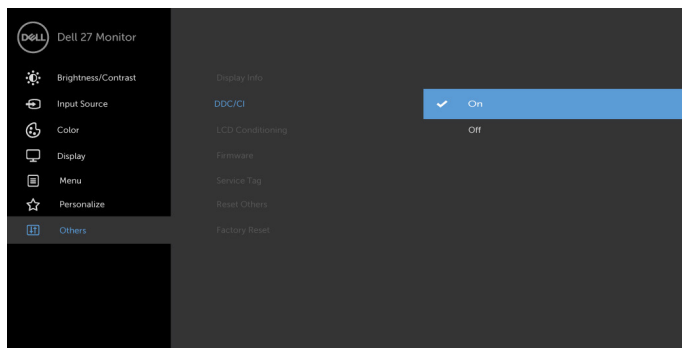 DELL Dell 27 Monitor
Brightness/Contrast
Input Source
Color
Display
Menu
Personalize
Others
Display Info
DDC/CI
LCD Conditioning
Firmware
Service Tag
Reset Others
Factory Reset
On
Off